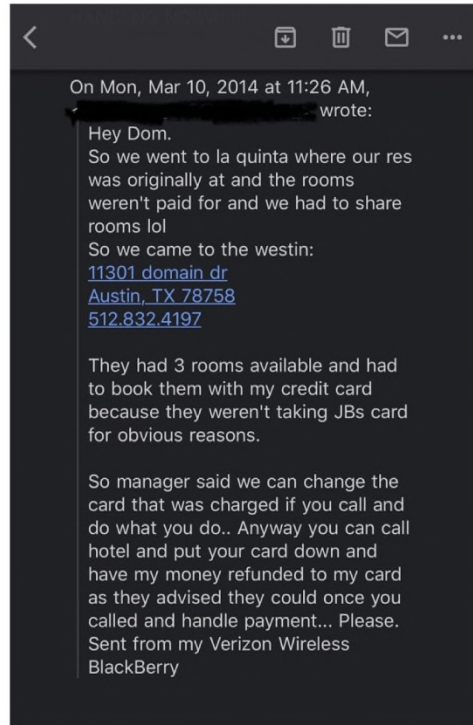 On Mon, Mar 10, 2014 at 11:26 AM,
wrote:
Hey Dom.
So we went to la quinta where our res
was originally at and the rooms
weren't paid for and we had to share
rooms lol
So we came to the westin:
11301 domain dr
Austin, TX 78758
512.832.4197
They had 3 rooms available and had
to book them with my credit card
because they weren't taking JBs card
for obvious reasons.
So manager said we can change the
card that was charged if you call and
do what you do.. Anyway you can call
hotel and put your card down and
have my money refunded to my card
as they advised they could once you
called and handle payment... Please.
Sent from my Verizon Wireless
BlackBerry